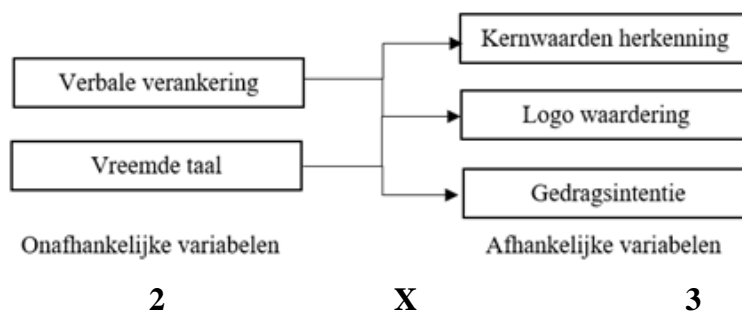 Kernwaarden herkenning
Verbale verankering
Logo waardering
Vreemde taal
Gedragsintentie
Onafhankelijke variabelen
Afhankelijke variabelen
2 X 3